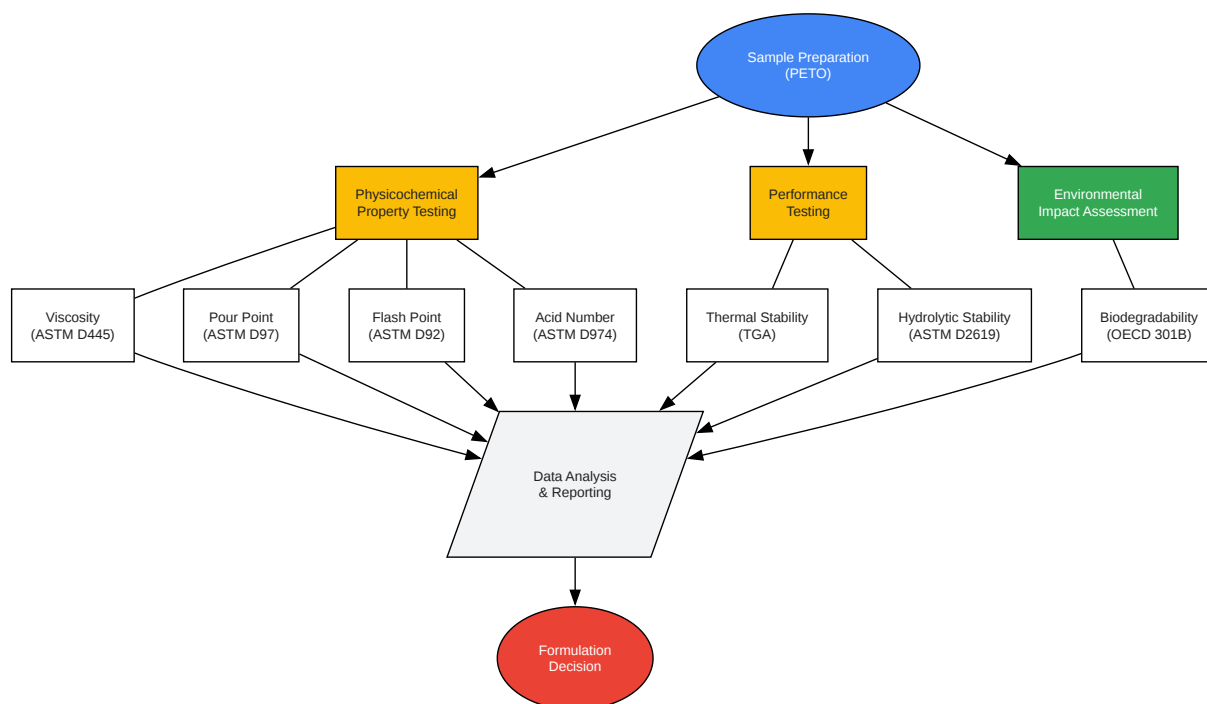 Sample Preparation
(PETO)
Physicochemical
Property Testing
Performance
Testing
Environmental
Impact Assessment
Viscosity
(ASTM D445)
Pour Point
(ASTM D97)
Flash Point
(ASTM D92)
Acid Number
(ASTM D974)
Thermal Stability
(TGA)
Hydrolytic Stability
(ASTM D2619)
Biodegradability
(OECD 301B)
Data Analysis
& Reporting
Formulation
Decision